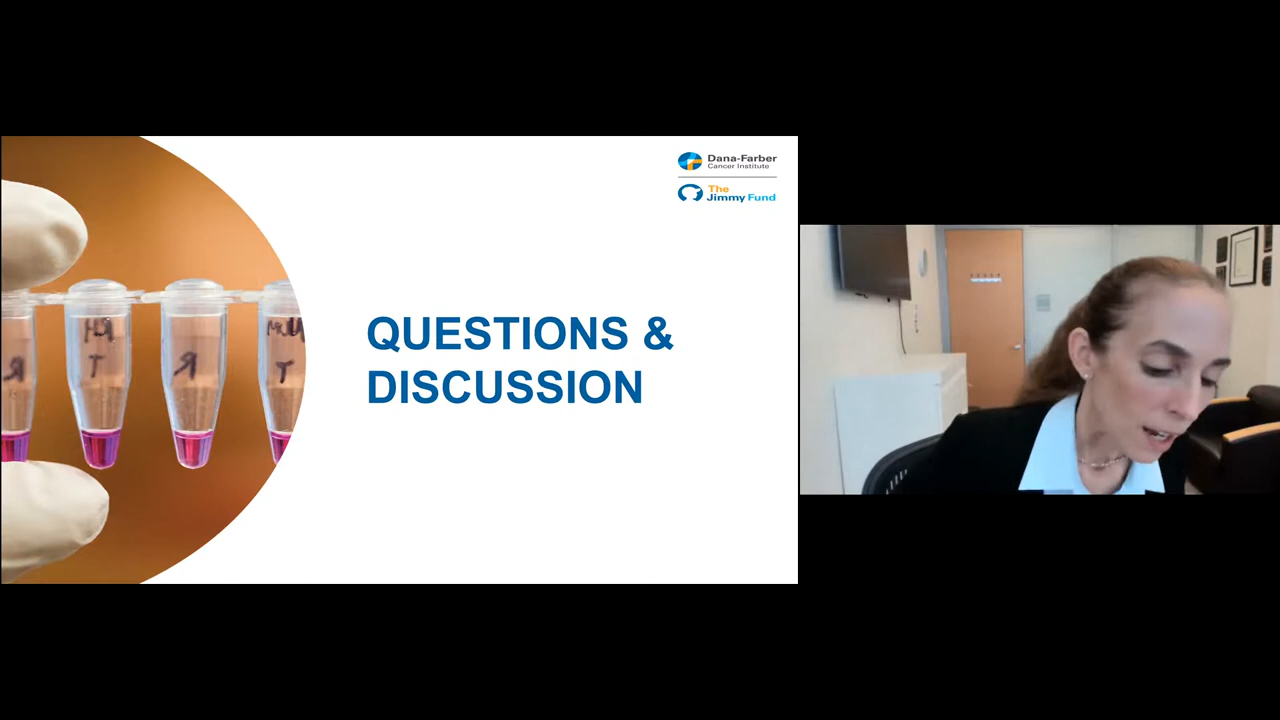 Dana-Farber
Cancer Institute
The
Jimmy Fund
QUESTIONS &
DISCUSSION